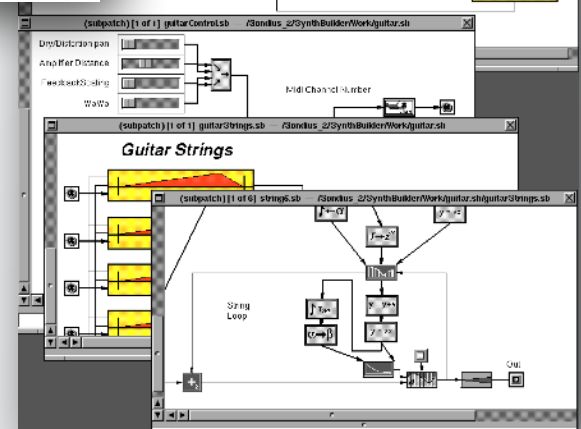 (subpatch) [1 of 1] guitarControl.sb — /Sondius_2/SynthBuilder/Work/guitar.sb
Dry/Distortion pan
Amplifier Distance
FeedbackScaling
WaWa
Midi Channel Number
(subpatch) [1 of 1] guitarStrings.sb — /Sondius_2/SynthBuilder/Work/guitar.sb
Guitar Strings
(subpatch) [1 of 6] string6.sb — /Sondius_2/SynthBuilder/Work/guitar.sb/guitarStrings.sb
String
Loop
Out